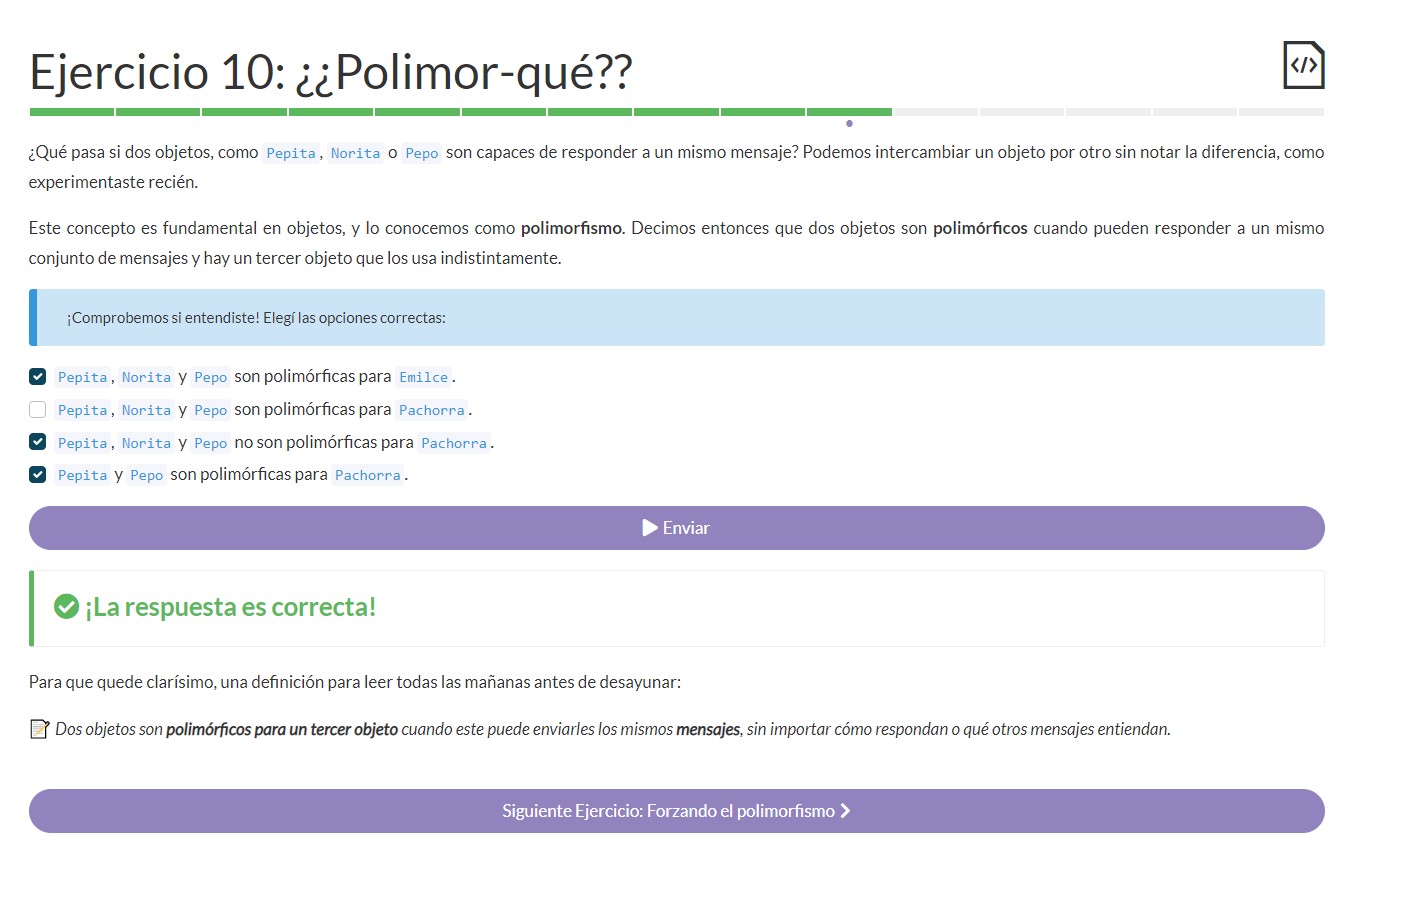 Ejercicio 10: ¿¿Polimor-qué??
</>
¿Qué pasa si dos objetos, como Pepita, Norita o Pepo son capaces de responder a un mismo mensaje? Podemos intercambiar un objeto por otro sin notar la diferencia, como
experimentaste recién.
Este concepto es fundamental en objetos, y lo conocemos como polimorfismo. Decimos entonces que dos objetos son polimórficos cuando pueden responder a un mismo
conjunto de mensajes y hay un tercer objeto que los usa indistintamente.
¡Comprobemos si entendiste! Elegí las opciones correctas:
Pepita, Norita y Pepo son polimórficas para Emilce.
Pepita, Norita y Pepo son polimórficas para Pachorra.
Pepita, Norita y Pepo no son polimórficas para Pachorra.
Pepita y Pepo son polimórficas para Pachorra.
Enviar
¡La respuesta es correcta!
Para que quede clarísimo, una definición para leer todas las mañanas antes de desayunar:
Dos objetos son polimórficos para un tercer objeto cuando este puede enviarles los mismos mensajes, sin importar cómo respondan o qué otros mensajes entiendan.
Siguiente Ejercicio: Forzando el polimorfismo